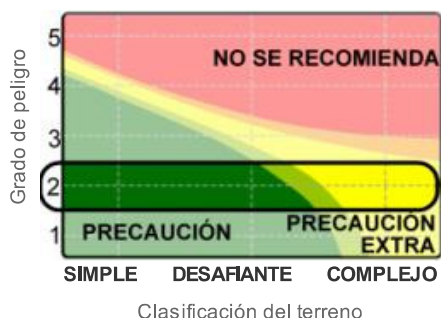 Grado de peligro
5
4
3
2
1
NO SE RECOMIENDA
PRECAUCIÓN
PRECAUCIÓN
EXTRA
SIMPLE DESAFIANTE COMPLEJO
Clasificación del terreno